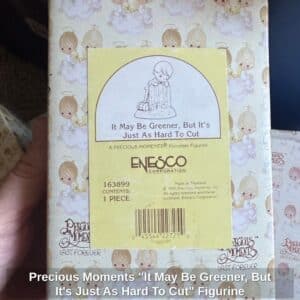 It May Be Greener, But It's
Just As Hard To Cut
A PRECIOUS MOMENTS® Porcelain Figurine
ENESCO
CORPORATION
163899
CONTENTS:
1 PIECE
Made in Thailand
Precious
Moments
LAST FOREVER
Precious
Moments
Precious Moments "It May Be Greener, But
It's Just As Hard To Cut" Figurine